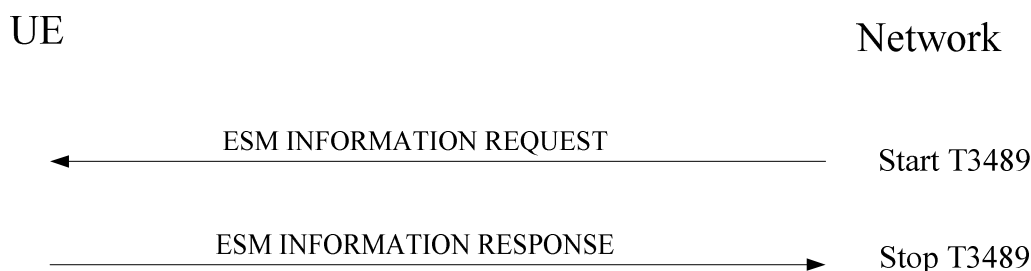 UE
Network
ESM INFORMATION REQUEST
Start T3489
ESM INFORMATION RESPONSE
Stop T3489